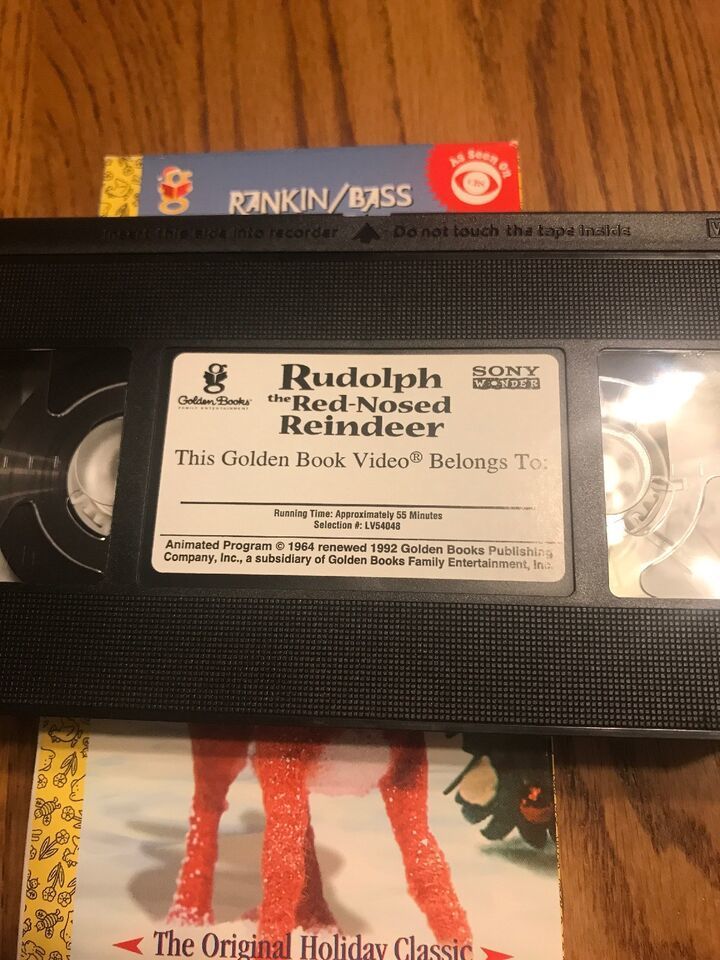 As Seen on
CBS
RANKIN/BASS
Insert this side into recorder
Do not touch the tape inside
Golden Books®
FAMILY ENTERTAINMENT
Rudolph
the Red-Nosed
Reindeer
SONY
WONDER
This Golden Book Video® Belongs To:
Running Time: Approximately 55 Minutes
Selection #: LV54048
Animated Program © 1964 renewed 1992 Golden Books Publishing
Company, Inc., a subsidiary of Golden Books Family Entertainment, Inc.
The Original Holiday Classic